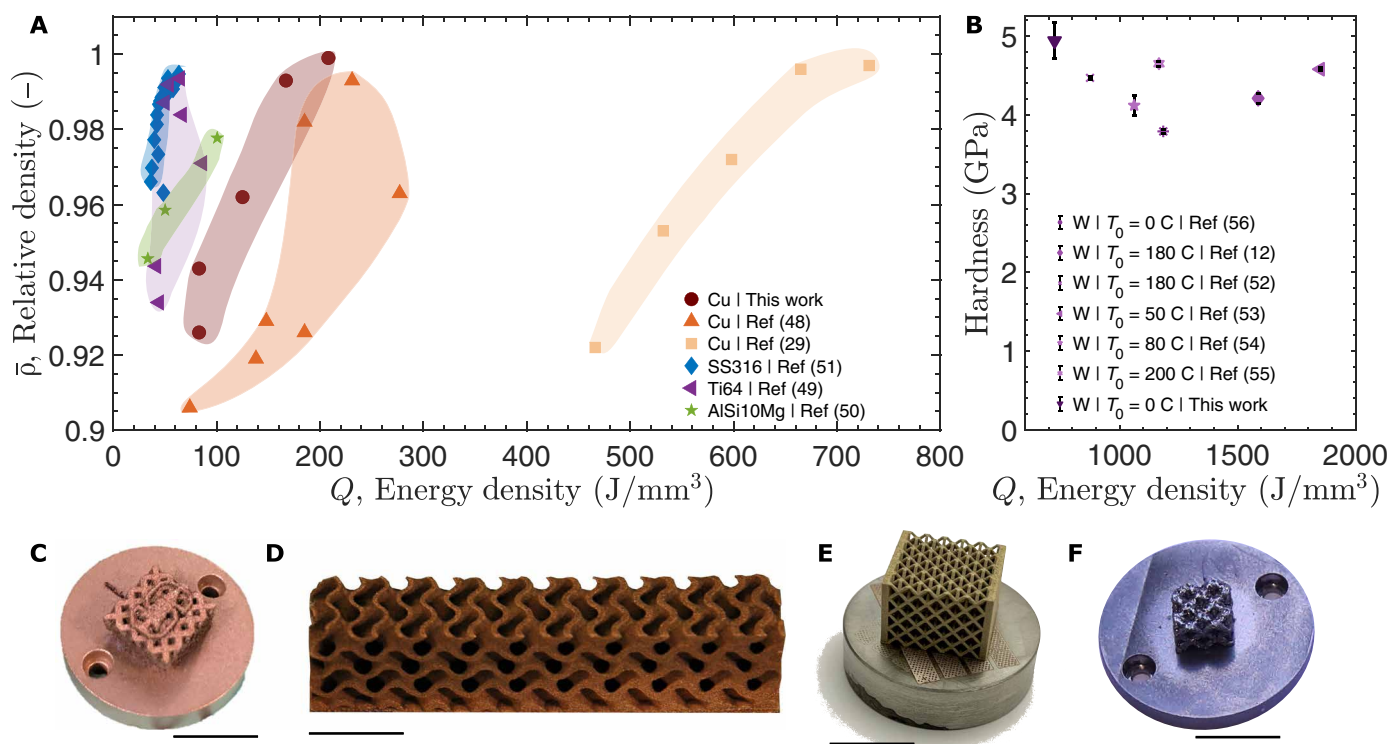 A
ρ̄, Relative density (−)
1
0.98
0.96
0.94
0.92
0.9
0
100
200
300
400
500
600
700
800
Q, Energy density (J/mm³)
Cu | This work
Cu | Ref (48)
Cu | Ref (29)
SS316 | Ref (51)
Ti64 | Ref (49)
AlSi10Mg | Ref (50)
B
Hardness (GPa)
5
4
3
2
1
0
1000
1500
2000
Q, Energy density (J/mm³)
W | T₀ = 0 C | Ref (56)
W | T₀ = 180 C | Ref (12)
W | T₀ = 180 C | Ref (52)
W | T₀ = 50 C | Ref (53)
W | T₀ = 80 C | Ref (54)
W | T₀ = 200 C | Ref (55)
W | T₀ = 0 C | This work
C
D
E
F